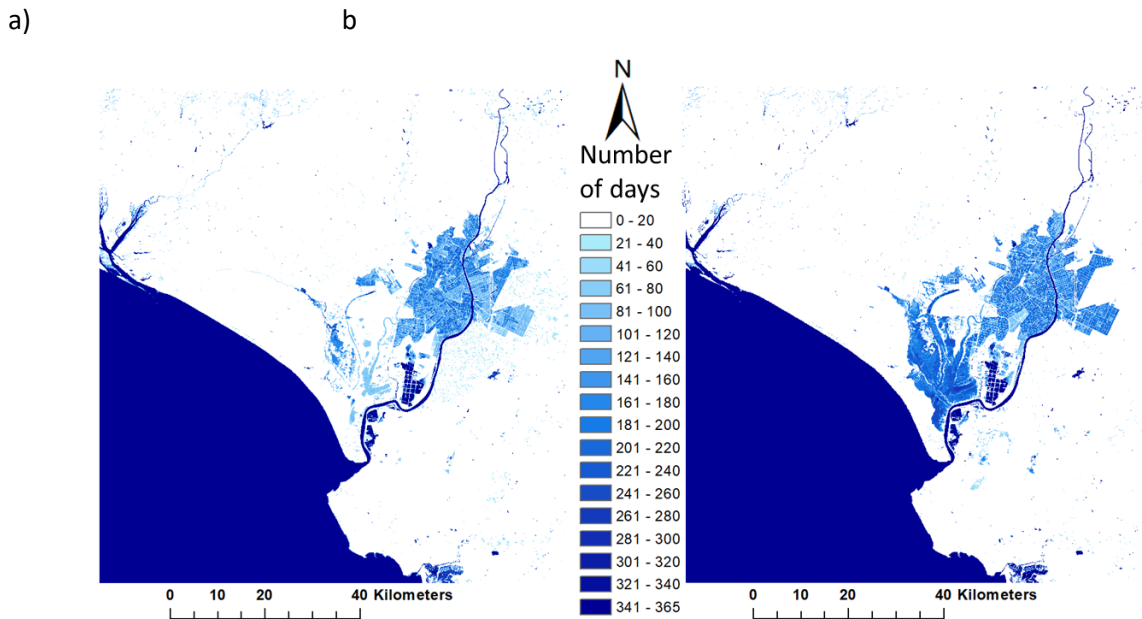 a)
b
N
Number
of days
0 - 20
21 - 40
41 - 60
61 - 80
81 - 100
101 - 120
121 - 140
141 - 160
161 - 180
181 - 200
201 - 220
221 - 240
241 - 260
261 - 280
281 - 300
301 - 320
321 - 340
341 - 365
0 20 40 Kilometers
0 20 40 Kilometers